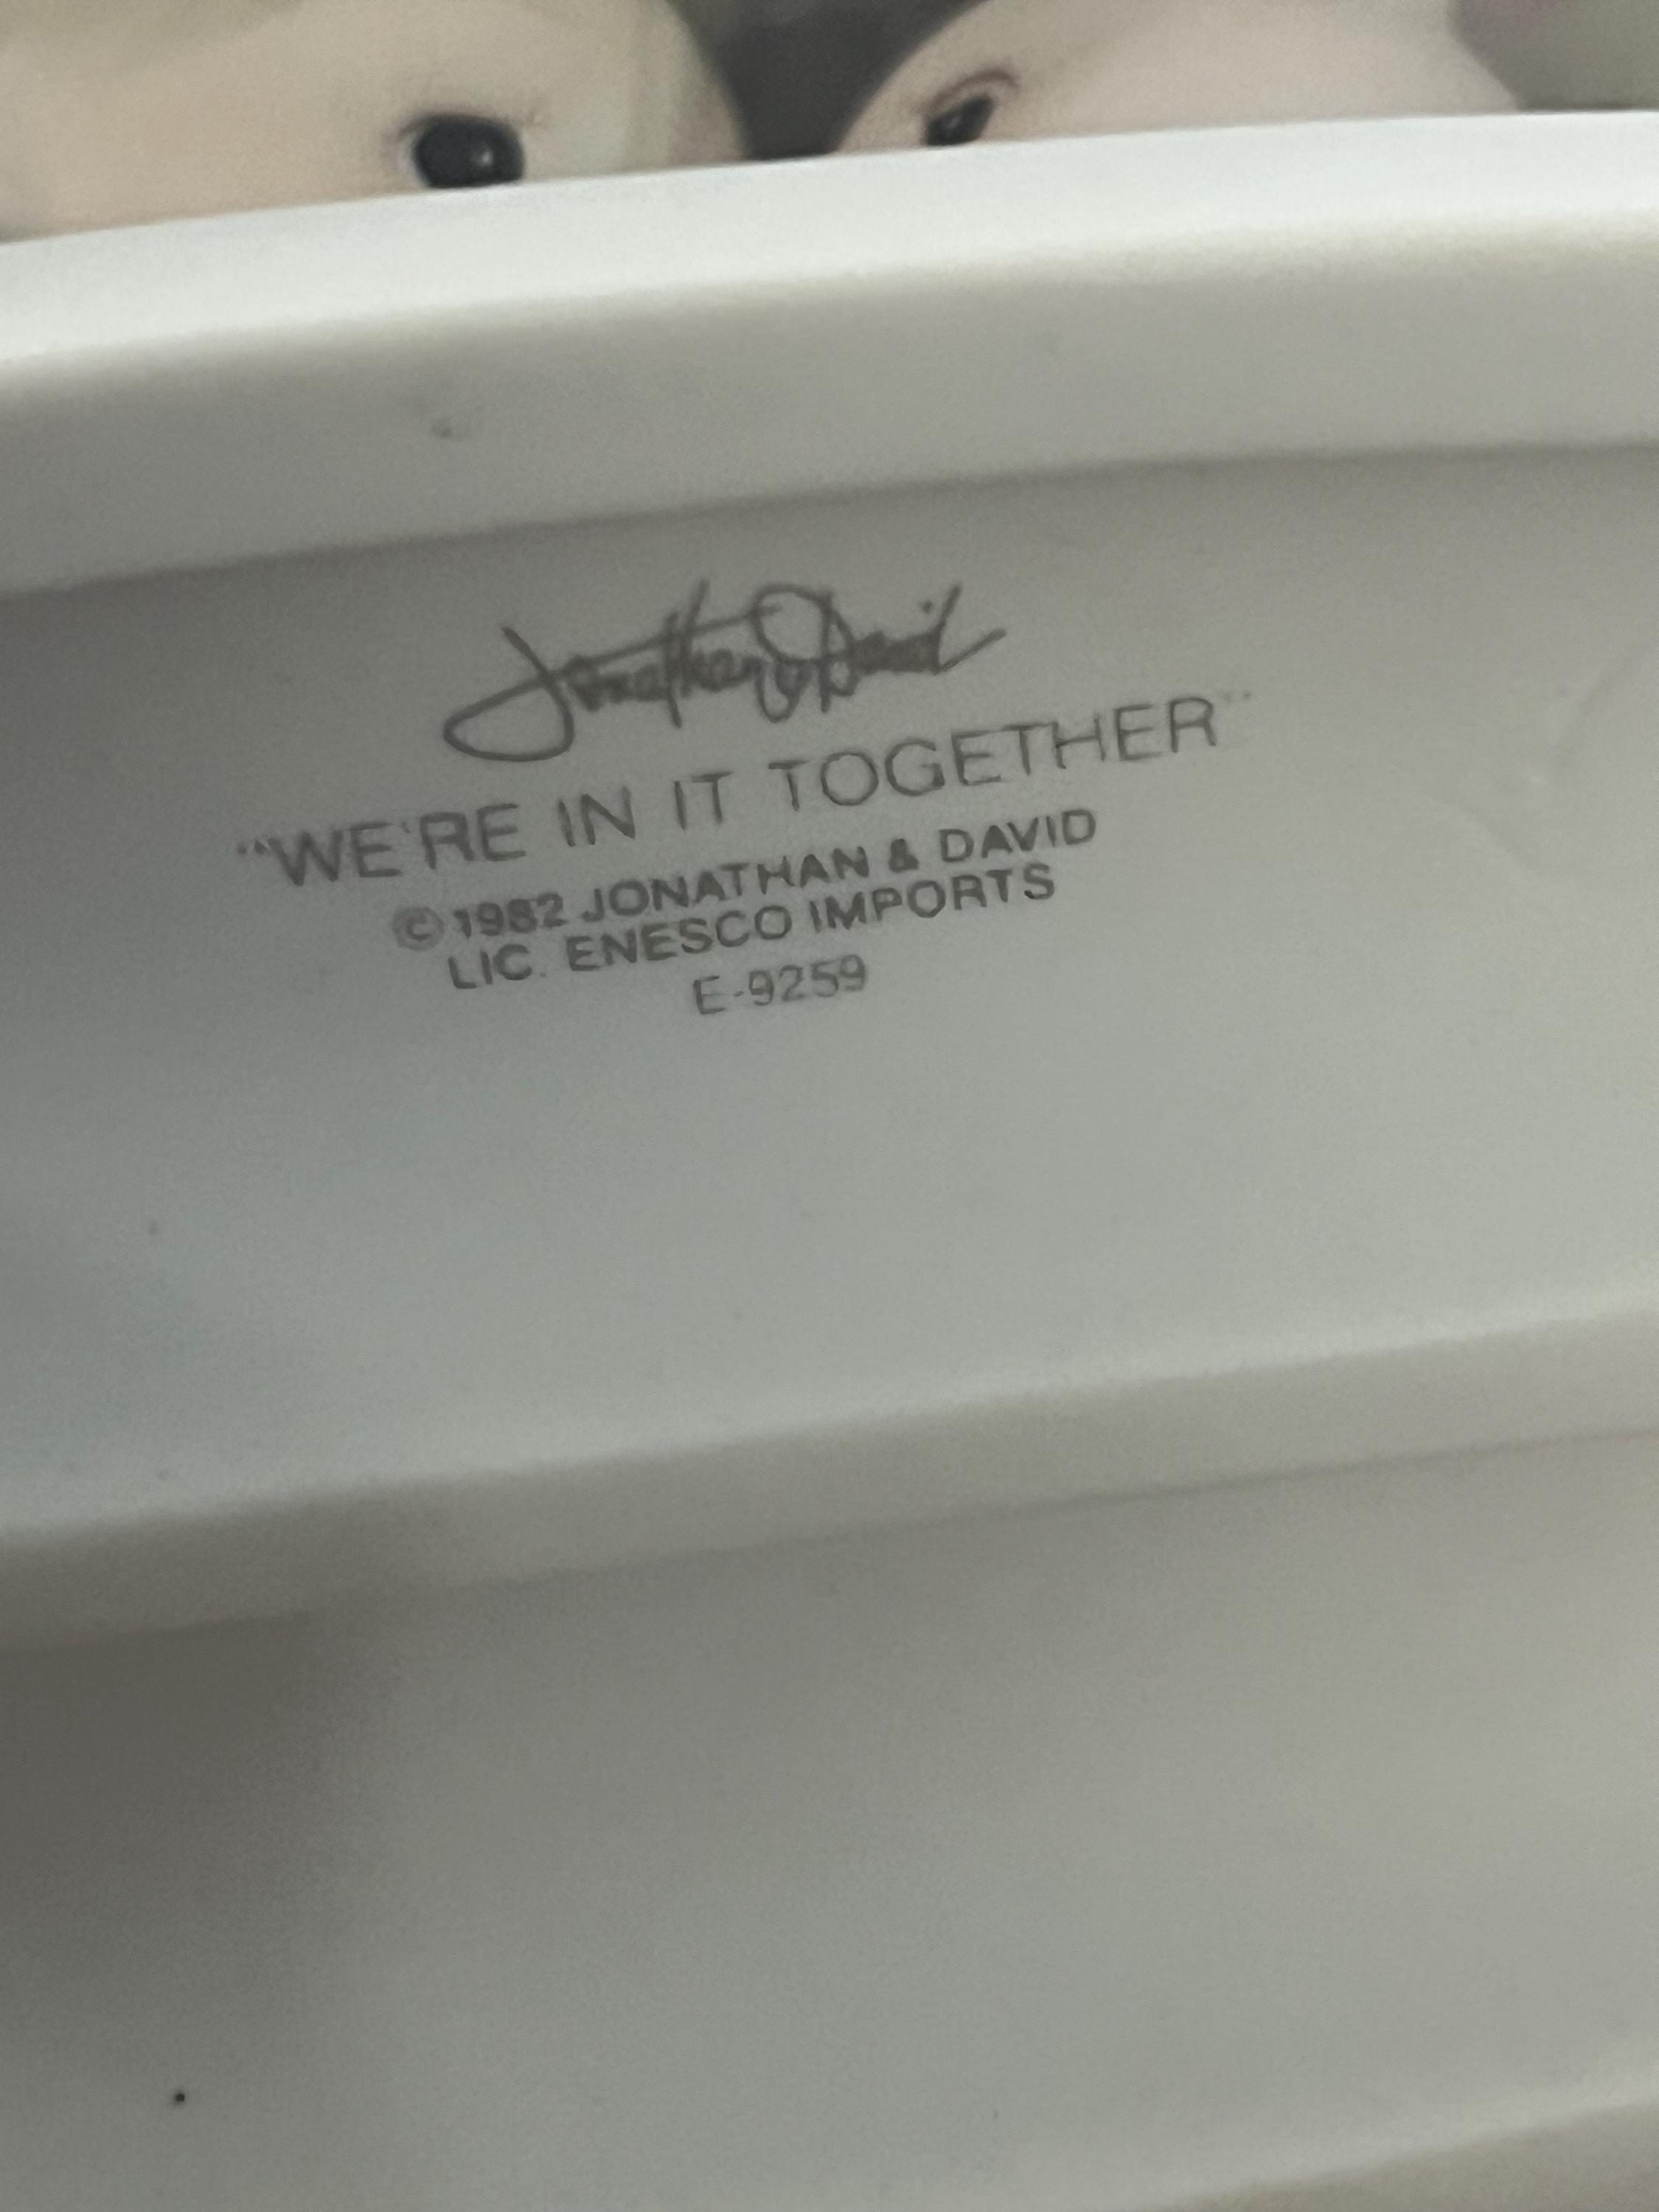 Jonathan & David
“WE'RE IN IT TOGETHER”
© 1982 JONATHAN & DAVID
LIC. ENESCO IMPORTS
E-9259